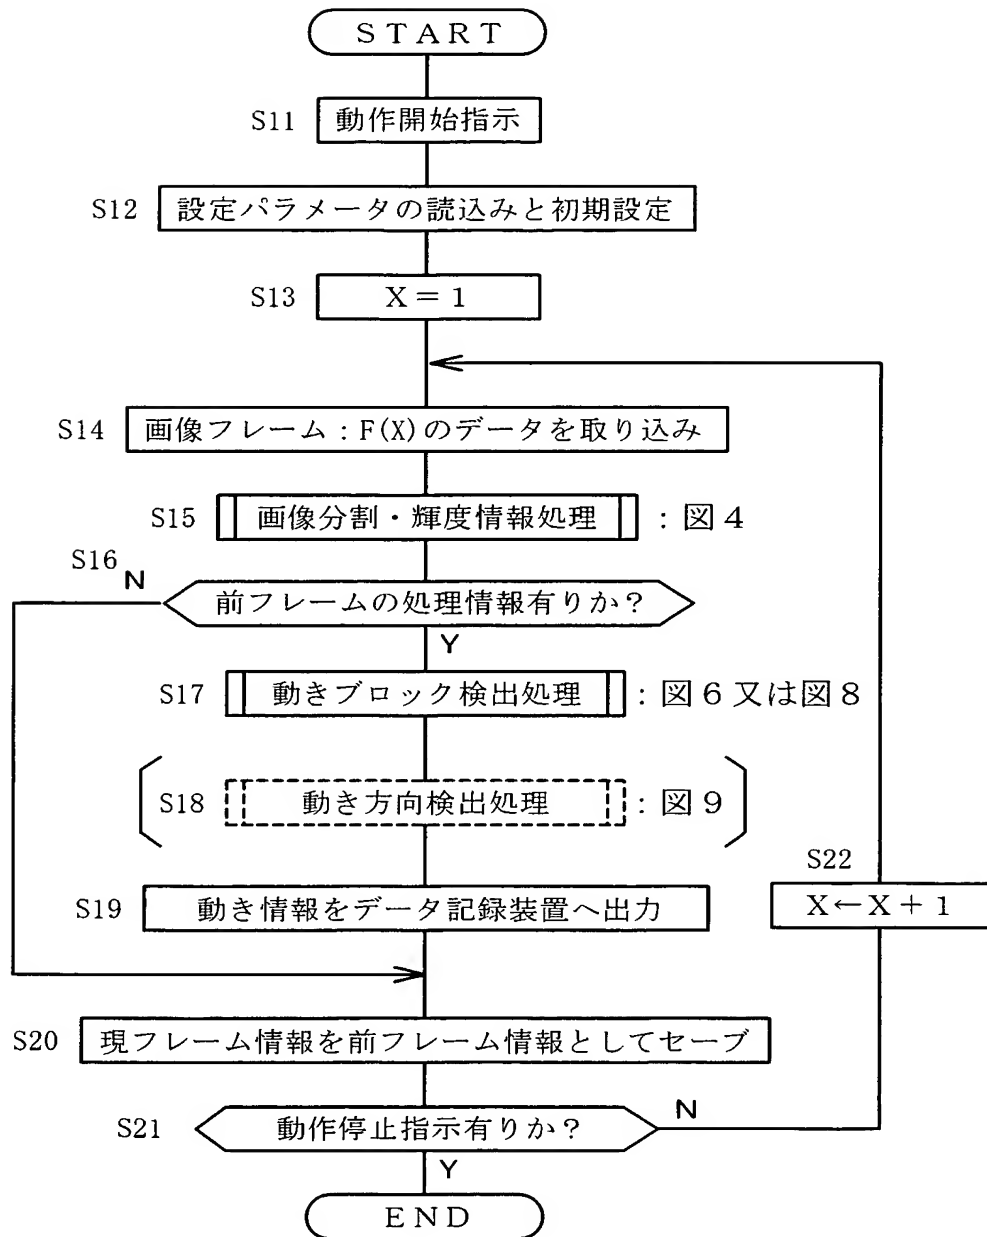 START
S11 動作開始指示
S12 設定パラメータの読込みと初期設定
S13 X=1
S14 画像フレーム:F(X)のデータを取り込み
S15 画像分割・輝度情報処理 :図4
S16 N
前フレームの処理情報有りか?
Y
S17 動きブロック検出処理 :図6又は図8
S18 動き方向検出処理 :図9
S22
S19 動き情報をデータ記録装置へ出力
X←X+1
S20 現フレーム情報を前フレーム情報としてセーブ
S21 動作停止指示有りか? N
Y
END